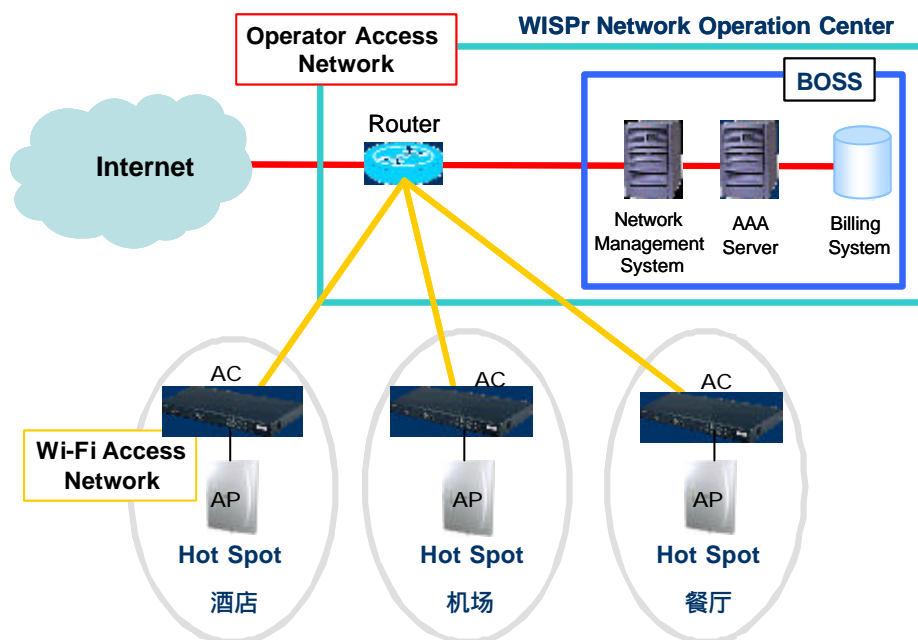 WISPr Network Operation Center
Operator Access
Network
BOSS
Router
Internet
Network
Management
System
AAA
Server
Billing
System
AC
AC
AC
Wi-Fi Access
Network
AP
AP
AP
Hot Spot
Hot Spot
Hot Spot
酒店
机场
餐厅